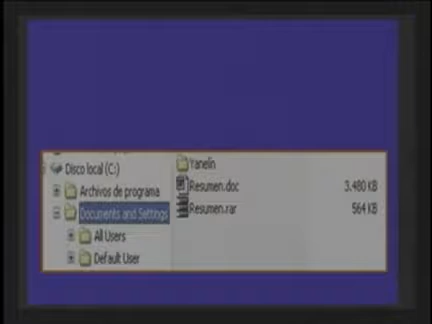 Disco local (C:)
Archivos de programa
Documents and Settings
All Users
Default User
Yanelin
Resumen.doc 3.480 KB
Resumen.rar 564 KB